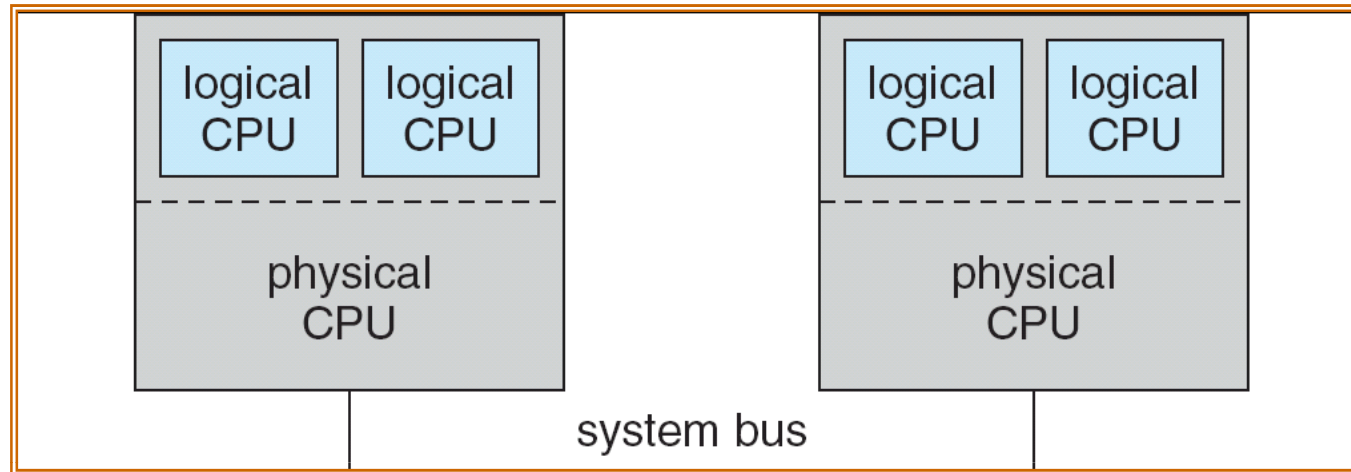 logical
CPU
logical
CPU
physical
CPU
logical
CPU
logical
CPU
physical
CPU
system bus